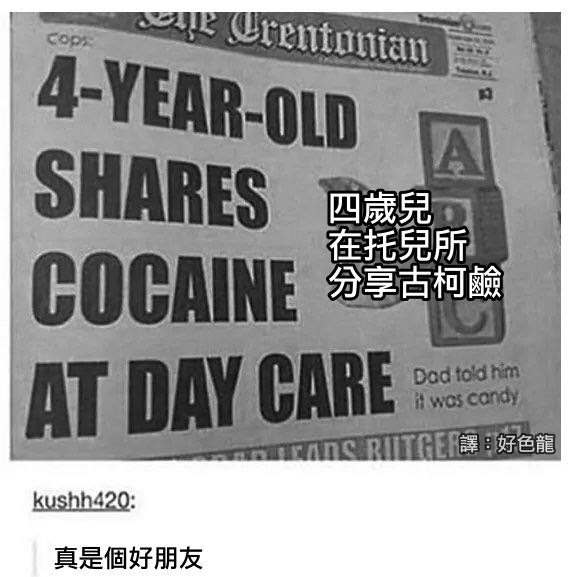 The Trentonian
Cops:
4-YEAR-OLD
SHARES
COCAINE
AT DAY CARE
A
B
C
四歲兒
在托兒所
分享古柯鹼
Dad told him
it was candy
LEADS RUTGERS
譯：好色龍
kushh420:
真是個好朋友